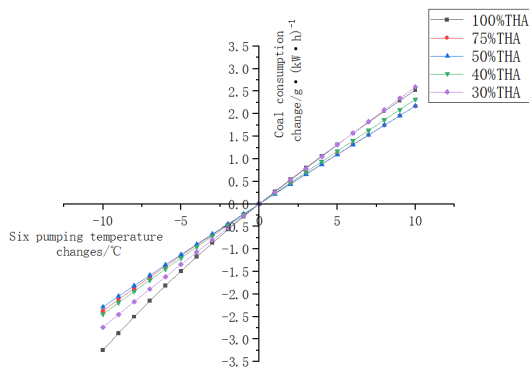 100%THA
75%THA
50%THA
40%THA
30%THA
Coal consumption
change/g·(kW·h)⁻¹
3.5
3.0
2.5
2.0
1.5
1.0
0.5
0.0
-0.5
-1.0
-1.5
-2.0
-2.5
-3.0
-3.5
-10
-5
0
5
10
Six pumping temperature
changes/℃